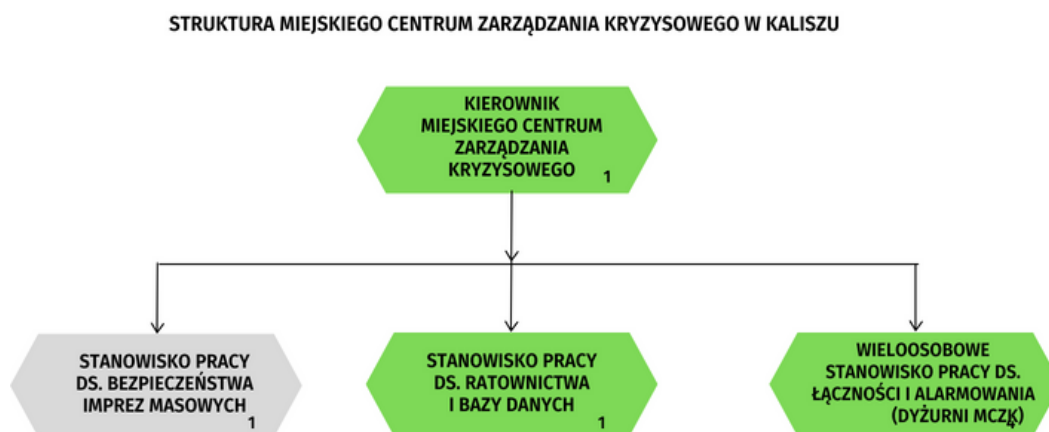 STRUKTURA MIEJSKIEGO CENTRUM ZARZĄDZANIA KRYZYSOWEGO W KALISZU
KIEROWNIK
MIEJSKIEGO CENTRUM
ZARZĄDZANIA
KRYZYSOWEGO
1
STANOWISKO PRACY
DS. BEZPIECZEŃSTWA
IMPREZ MASOWYCH
1
STANOWISKO PRACY
DS. RATOWNICTWA
I BAZY DANYCH
1
WIELOOSOBOWE
STANOWISKO PRACY DS.
ŁĄCZNOŚCI I ALARMOWANIA
(DYŻURNI MCZK)
4